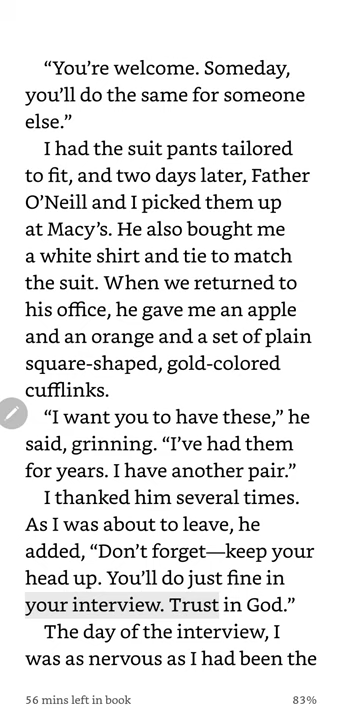 “You’re welcome. Someday,
you’ll do the same for someone
else.”
I had the suit pants tailored
to fit, and two days later, Father
O’Neill and I picked them up
at Macy’s. He also bought me
a white shirt and tie to match
the suit. When we returned to
his office, he gave me an apple
and an orange and a set of plain
square-shaped, gold-colored
cufflinks.
“I want you to have these,” he
said, grinning. “I’ve had them
for years. I have another pair.”
I thanked him several times.
As I was about to leave, he
added, “Don’t forget—keep your
head up. You’ll do just fine in
your interview. Trust in God.”
The day of the interview, I
was as nervous as I had been the
56 mins left in book 83%